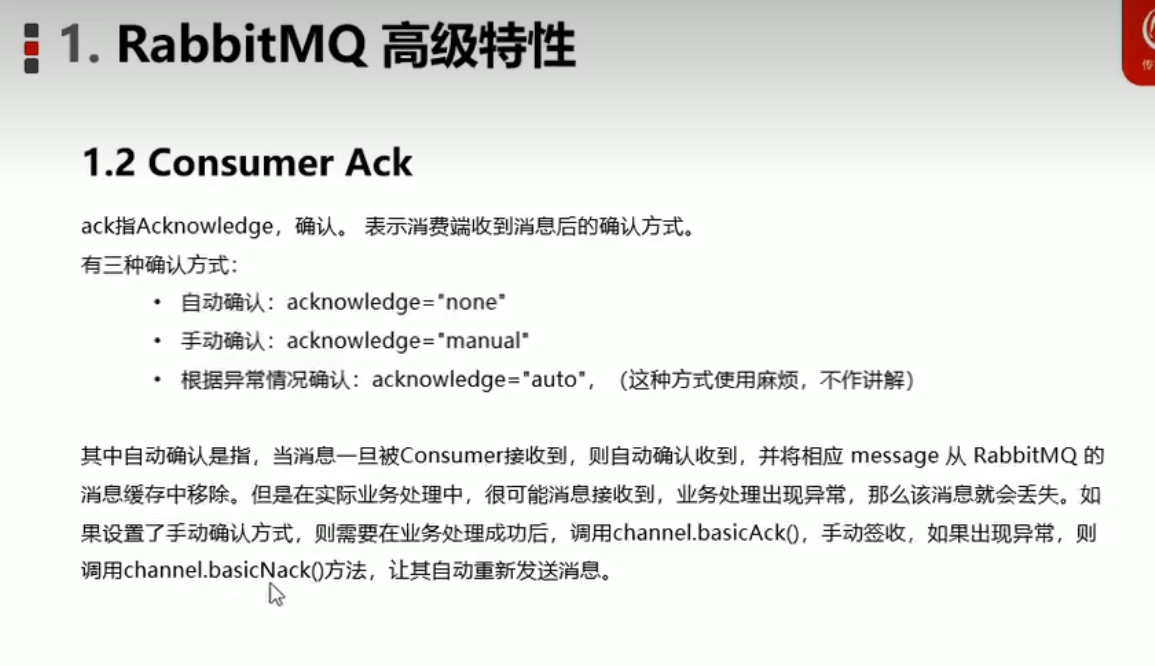 1. RabbitMQ 高级特性
传
1.2 Consumer Ack
ack指Acknowledge，确认。 表示消费端收到消息后的确认方式。
有三种确认方式：
• 自动确认：acknowledge="none"
• 手动确认：acknowledge="manual"
• 根据异常情况确认：acknowledge="auto"，（这种方式使用麻烦，不作讲解）
其中自动确认是指，当消息一旦被Consumer接收到，则自动确认收到，并将相应 message 从 RabbitMQ 的
消息缓存中移除。但是在实际业务处理中，很可能消息接收到，业务处理出现异常，那么该消息就会丢失。如
果设置了手动确认方式，则需要在业务处理成功后，调用channel.basicAck()，手动签收，如果出现异常，则
调用channel.basicNack()方法，让其自动重新发送消息。